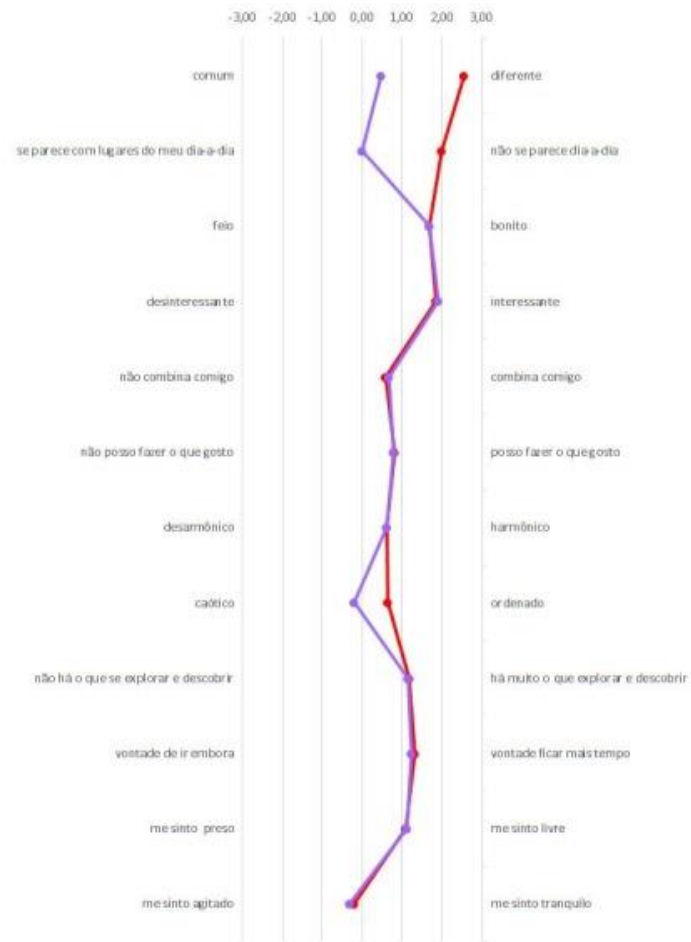 -3,00 -2,00 -1,00 0,00 1,00 2,00 3,00
comum diferente
se parece com lugares do meu dia-a-dia não se parece dia-a-dia
feio bonito
desinteressante interessante
não combina comigo combina comigo
não posso fazer o que gosto posso fazer o que gosto
desarmônico harmônico
caótico ordenado
não há o que se explorar e descobrir há muito o que explorar e descobrir
vontade de ir embora vontade ficar mais tempo
me sinto preso me sinto livre
me sinto agitado me sinto tranquilo